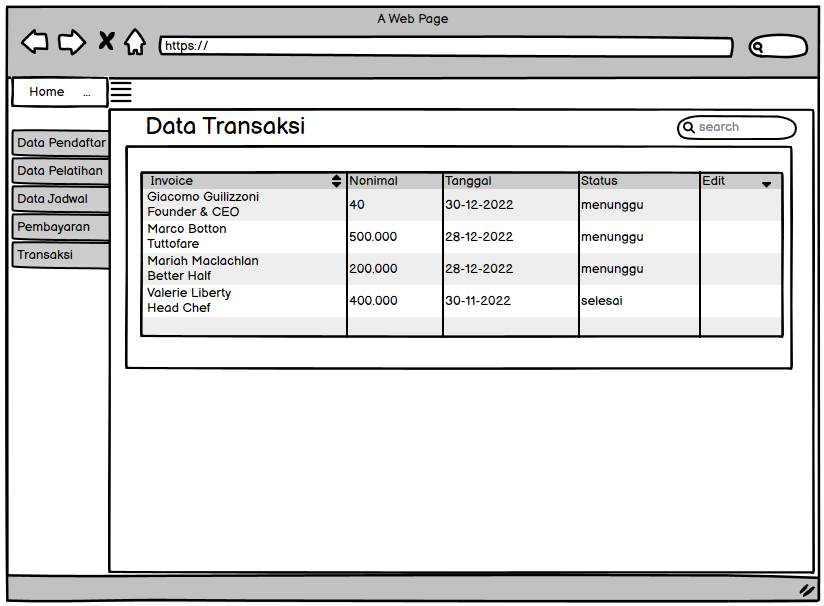 A Web Page
https://
Home ...
Data Transaksi
search
Data Pendaftar
Data Pelatihan
Data Jadwal
Pembayaran
Transaksi
Invoice Nonimal Tanggal Status Edit
Giacomo Guilizzoni
Founder & CEO 40 30-12-2022 menunggu
Marco Botton
Tuttofare 500.000 28-12-2022 menunggu
Mariah Maclachlan
Better Half 200.000 28-12-2022 menunggu
Valerie Liberty
Head Chef 400.000 30-11-2022 selesai